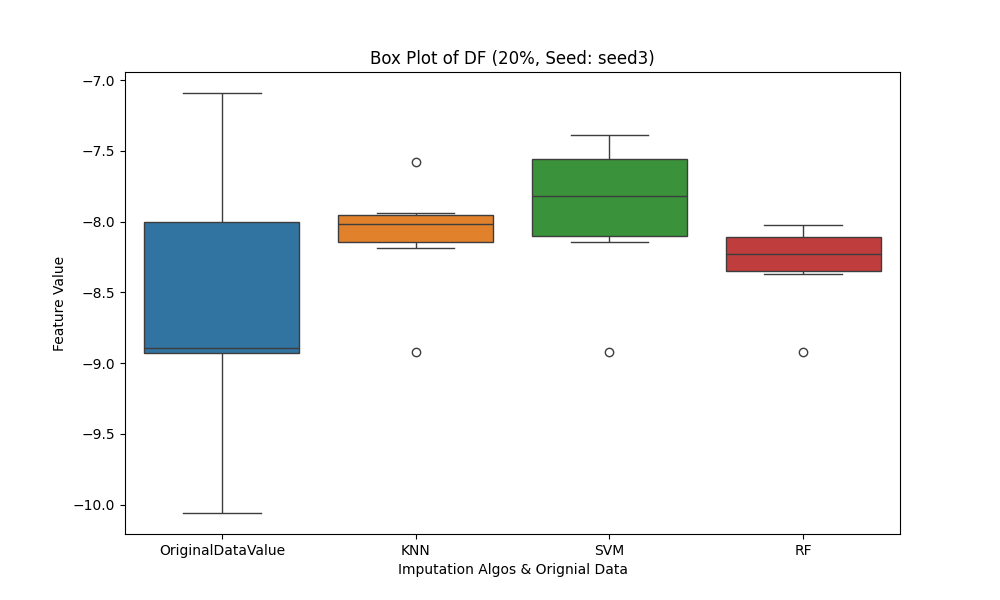 Box Plot of DF (20%, Seed: seed3)
Feature Value
−7.0
−7.5
−8.0
−8.5
−9.0
−9.5
−10.0
OriginalDataValue
KNN
SVM
RF
Imputation Algos & Orignial Data